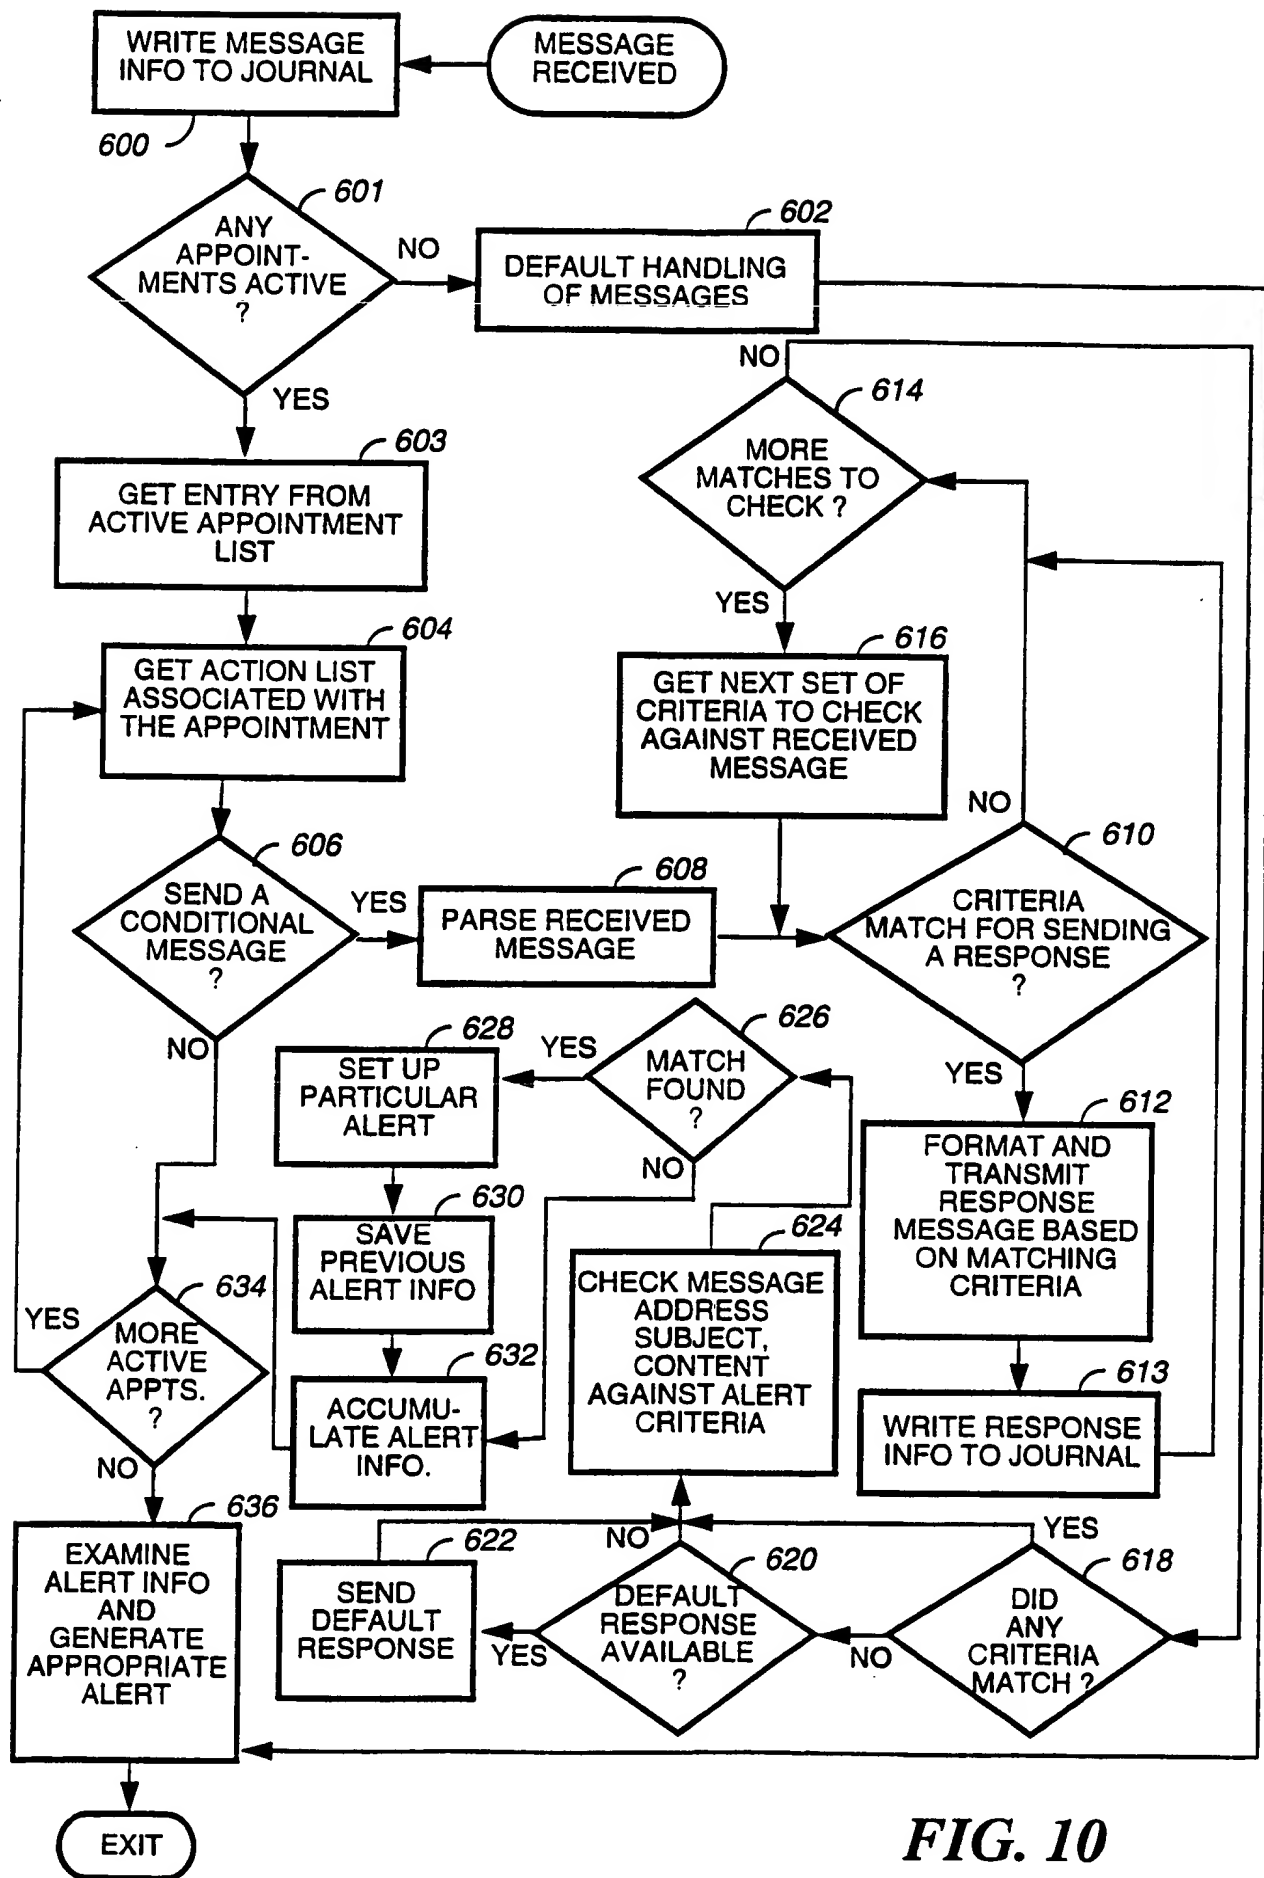 WRITE MESSAGE
INFO TO JOURNAL
MESSAGE
RECEIVED
600
601
ANY
APPOINT-
MENTS ACTIVE
?
NO
602
DEFAULT HANDLING
OF MESSAGES
YES
603
GET ENTRY FROM
ACTIVE APPOINTMENT
LIST
604
GET ACTION LIST
ASSOCIATED WITH
THE APPOINTMENT
606
SEND A
CONDITIONAL
MESSAGE
?
YES
608
PARSE RECEIVED
MESSAGE
NO
NO
614
MORE
MATCHES TO
CHECK ?
YES
616
GET NEXT SET OF
CRITERIA TO CHECK
AGAINST RECEIVED
MESSAGE
NO
610
CRITERIA
MATCH FOR SENDING
A RESPONSE
?
YES
612
FORMAT AND
TRANSMIT
RESPONSE
MESSAGE BASED
ON MATCHING
CRITERIA
613
WRITE RESPONSE
INFO TO JOURNAL
626
MATCH
FOUND
?
YES
NO
628
SET UP
PARTICULAR
ALERT
630
SAVE
PREVIOUS
ALERT INFO
632
ACCUMU-
LATE ALERT
INFO.
624
CHECK MESSAGE
ADDRESS
SUBJECT,
CONTENT
AGAINST ALERT
CRITERIA
634
YES
MORE
ACTIVE
APPTS.
?
NO
636
EXAMINE
ALERT INFO
AND
GENERATE
APPROPRIATE
ALERT
622
SEND
DEFAULT
RESPONSE
NO
620
DEFAULT
RESPONSE
AVAILABLE
?
YES
YES
618
DID
ANY
CRITERIA
MATCH ?
NO
EXIT
FIG. 10